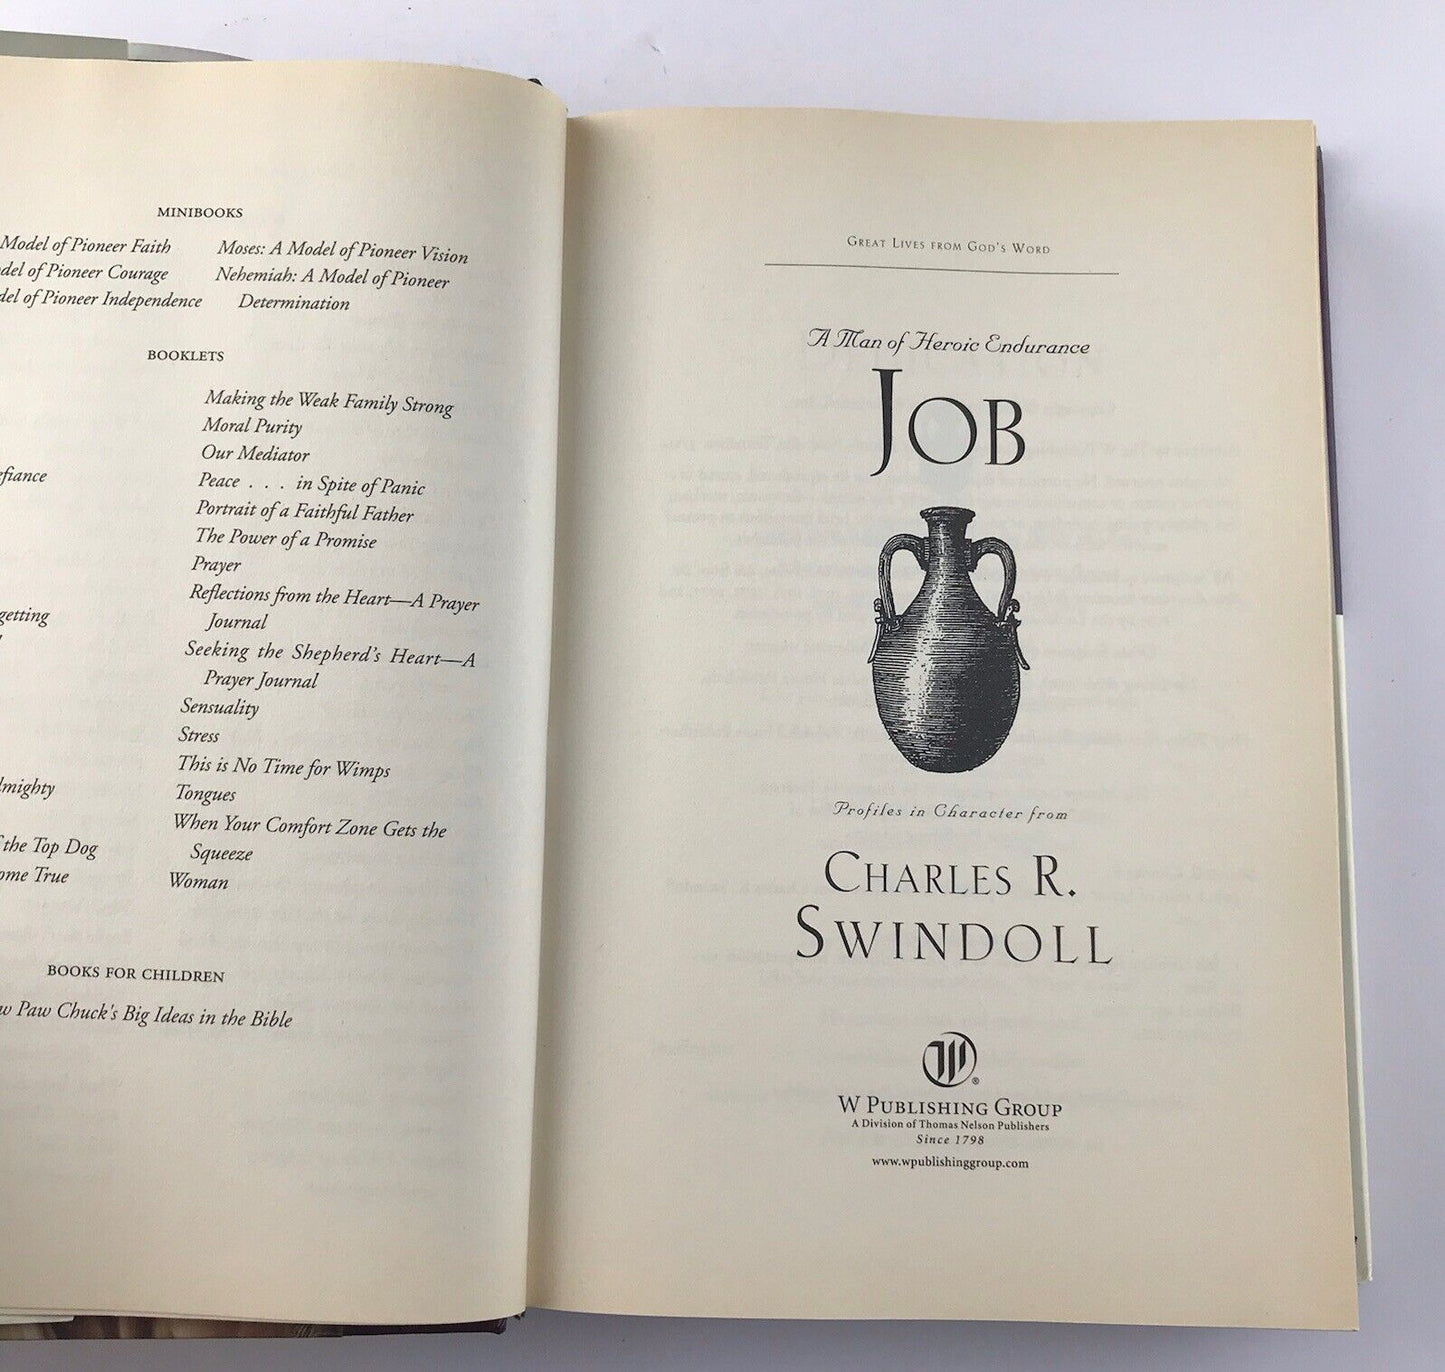 MINIBOOKS
Model of Pioneer Faith
of Pioneer Courage
of Pioneer Independence
Moses: A Model of Pioneer Vision
Nehemiah: A Model of Pioneer
Determination
BOOKLETS
getting
the Top Dog
True
Making the Weak Family Strong
Moral Purity
Our Mediator
Peace . . . in Spite of Panic
Portrait of a Faithful Father
The Power of a Promise
Prayer
Reflections from the Heart—A Prayer
Journal
Seeking the Shepherd's Heart—A
Prayer Journal
Sensuality
Stress
This is No Time for Wimps
Tongues
When Your Comfort Zone Gets the
Squeeze
Woman
BOOKS FOR CHILDREN
Paw Chuck's Big Ideas in the Bible
GREAT LIVES FROM GOD'S WORD
A Man of Heroic Endurance
JOB
Profiles in Character from
CHARLES R.
SWINDOLL
W
®
W PUBLISHING GROUP
A Division of Thomas Nelson Publishers
Since 1798
www.wpublishinggroup.com